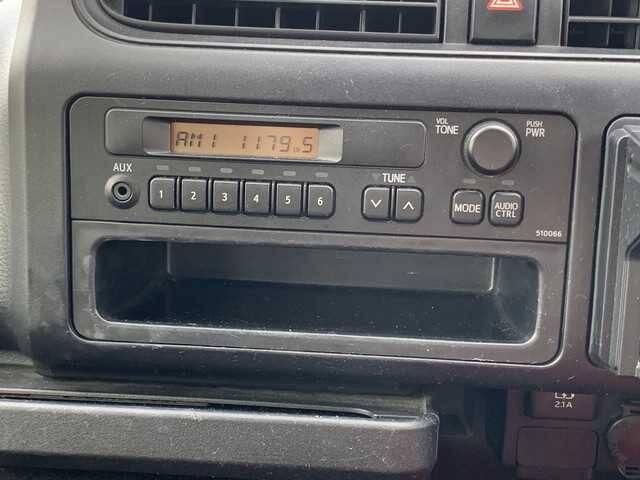 AM1 1179 CH 5
VOL
TONE
PUSH
PWR
AUX
TUNE
1 2 3 4 5 6
MODE
AUDIO
CTRL
510066
2.1A